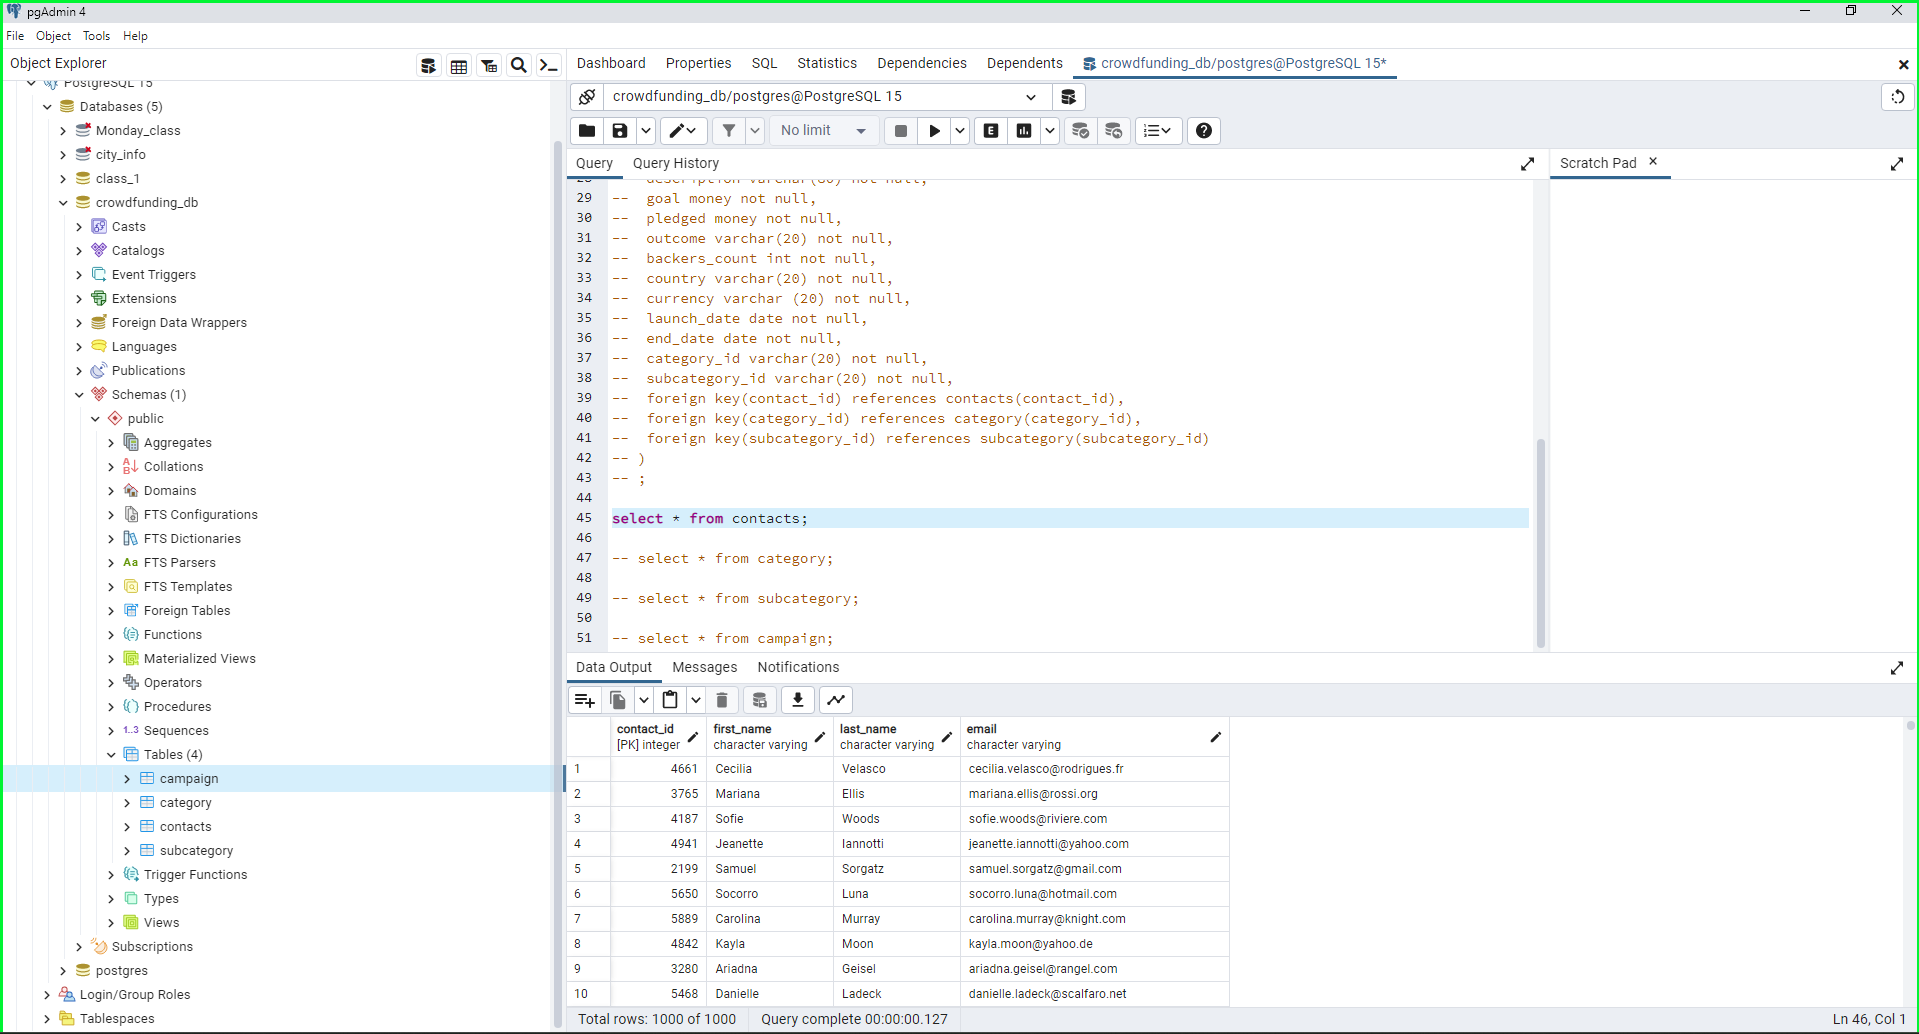 pgAdmin 4
File Object Tools Help
Object Explorer
PostgreSQL 15
Databases (5)
Monday_class
city_info
class_1
crowdfunding_db
Casts
Catalogs
Event Triggers
Extensions
Foreign Data Wrappers
Languages
Publications
Schemas (1)
public
Aggregates
Collations
Domains
FTS Configurations
FTS Dictionaries
Aa FTS Parsers
FTS Templates
Foreign Tables
Functions
Materialized Views
Operators
Procedures
1..3 Sequences
Tables (4)
campaign
category
contacts
subcategory
Trigger Functions
Types
Views
Subscriptions
postgres
Login/Group Roles
Tablespaces
Dashboard Properties SQL Statistics Dependencies Dependents crowdfunding_db/postgres@PostgreSQL 15*
crowdfunding_db/postgres@PostgreSQL 15
No limit
Query Query History
Scratch Pad
28 -- description varchar(80) not null,
29 -- goal money not null,
30 -- pledged money not null,
31 -- outcome varchar(20) not null,
32 -- backers_count int not null,
33 -- country varchar(20) not null,
34 -- currency varchar (20) not null,
35 -- launch_date date not null,
36 -- end_date date not null,
37 -- category_id varchar(20) not null,
38 -- subcategory_id varchar(20) not null,
39 -- foreign key(contact_id) references contacts(contact_id),
40 -- foreign key(category_id) references category(category_id),
41 -- foreign key(subcategory_id) references subcategory(subcategory_id)
42 -- )
43 -- ;
44
45 select * from contacts;
46
47 -- select * from category;
48
49 -- select * from subcategory;
50
51 -- select * from campaign;
Data Output Messages Notifications
contact_id first_name last_name email
[PK] integer character varying character varying character varying
1 4661 Cecilia Velasco cecilia.velasco@rodrigues.fr
2 3765 Mariana Ellis mariana.ellis@rossi.org
3 4187 Sofie Woods sofie.woods@riviere.com
4 4941 Jeanette Iannotti jeanette.iannotti@yahoo.com
5 2199 Samuel Sorgatz samuel.sorgatz@gmail.com
6 5650 Socorro Luna socorro.luna@hotmail.com
7 5889 Carolina Murray carolina.murray@knight.com
8 4842 Kayla Moon kayla.moon@yahoo.de
9 3280 Ariadna Geisel ariadna.geisel@rangel.com
10 5468 Danielle Ladeck danielle.ladeck@scalfaro.net
Total rows: 1000 of 1000 Query complete 00:00:00.127 Ln 46, Col 1